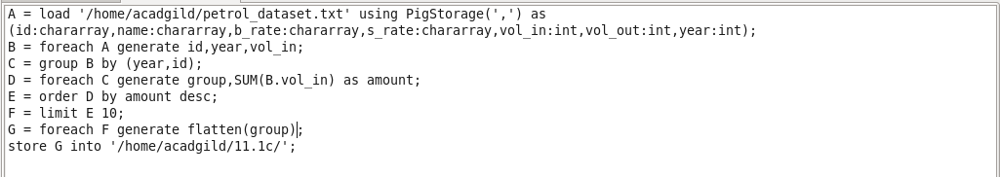 A = load '/home/acadgild/petrol_dataset.txt' using PigStorage(',') as
(id:chararray,name:chararray,b_rate:chararray,s_rate:chararray,vol_in:int,vol_out:int,year:int);
B = foreach A generate id,year,vol_in;
C = group B by (year,id);
D = foreach C generate group,SUM(B.vol_in) as amount;
E = order D by amount desc;
F = limit E 10;
G = foreach F generate flatten(group);
store G into '/home/acadgild/11.1c/';